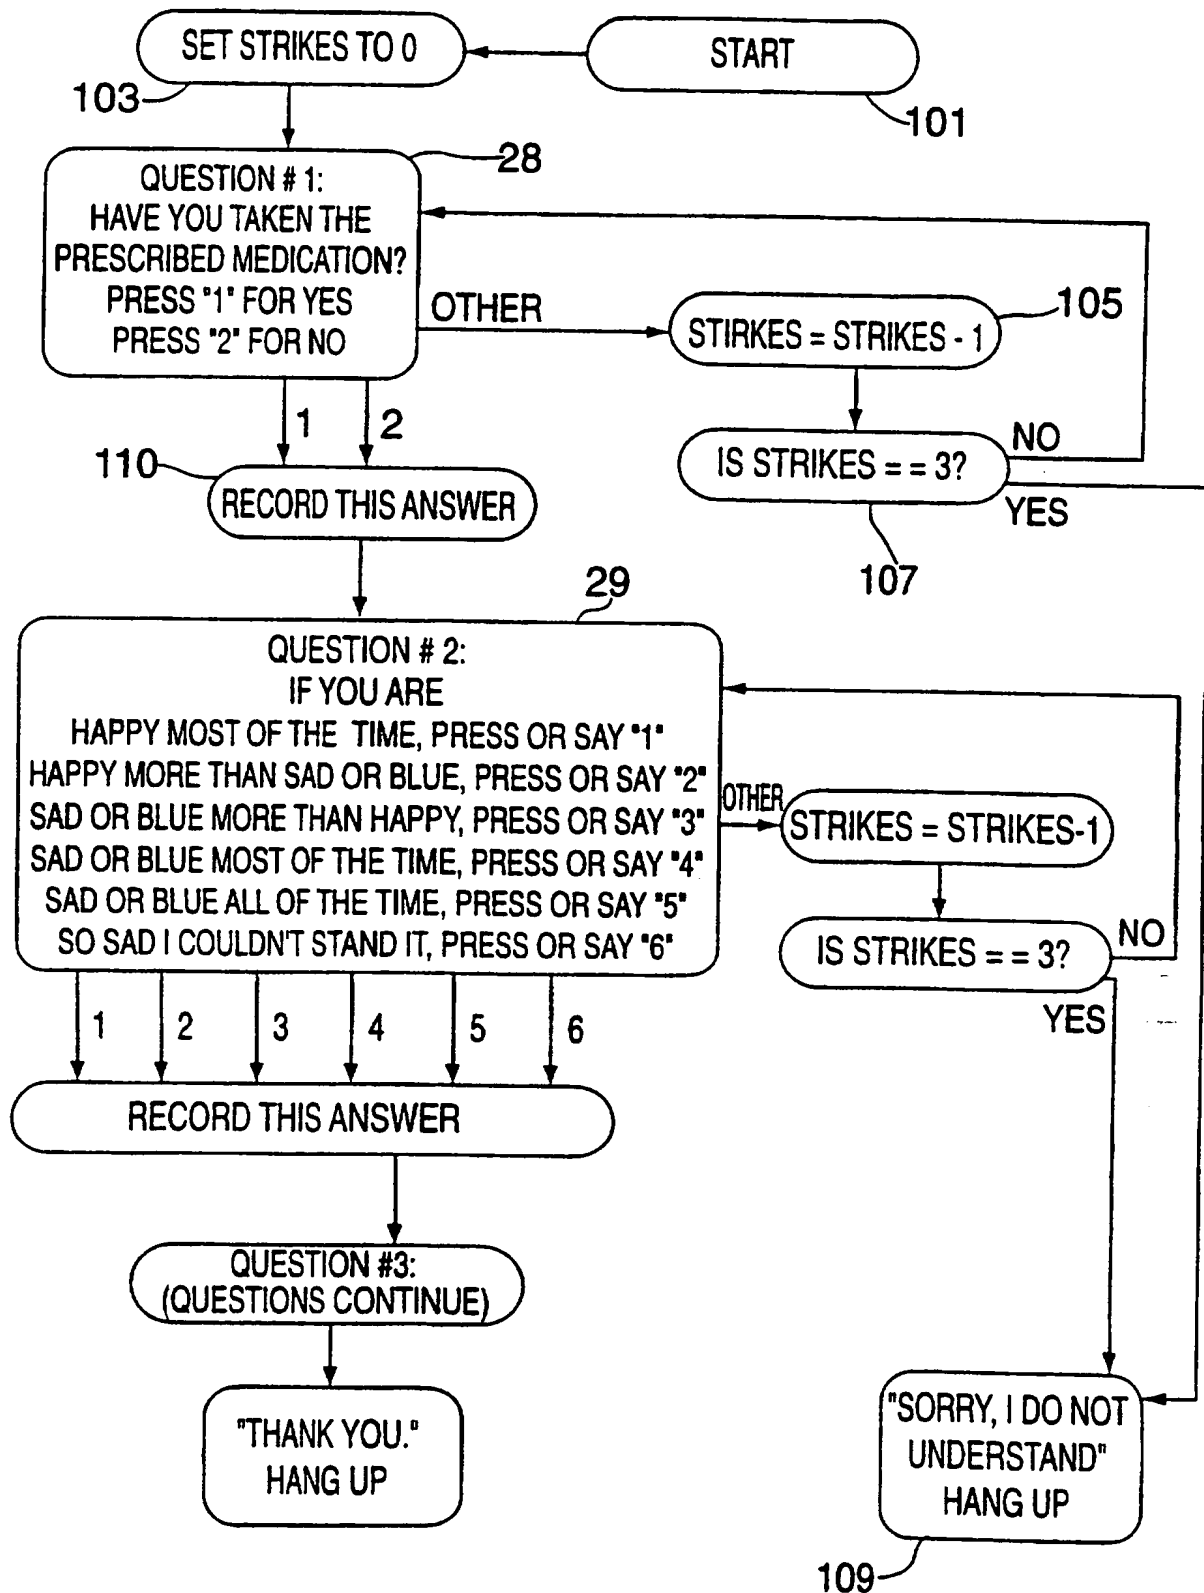 SET STRIKES TO 0
START
103
101
28
QUESTION # 1:
HAVE YOU TAKEN THE
PRESCRIBED MEDICATION?
PRESS "1" FOR YES
PRESS "2" FOR NO
OTHER
105
STIRKES = STRIKES - 1
1
2
NO
IS STRIKES = = 3?
YES
107
110
RECORD THIS ANSWER
29
QUESTION # 2:
IF YOU ARE
HAPPY MOST OF THE TIME, PRESS OR SAY "1"
HAPPY MORE THAN SAD OR BLUE, PRESS OR SAY "2"
SAD OR BLUE MORE THAN HAPPY, PRESS OR SAY "3"
SAD OR BLUE MOST OF THE TIME, PRESS OR SAY "4"
SAD OR BLUE ALL OF THE TIME, PRESS OR SAY "5"
SO SAD I COULDN'T STAND IT, PRESS OR SAY "6"
OTHER
STRIKES = STRIKES-1
IS STRIKES = = 3?
NO
YES
1
2
3
4
5
6
RECORD THIS ANSWER
QUESTION #3:
(QUESTIONS CONTINUE)
"THANK YOU."
HANG UP
"SORRY, I DO NOT
UNDERSTAND"
HANG UP
109